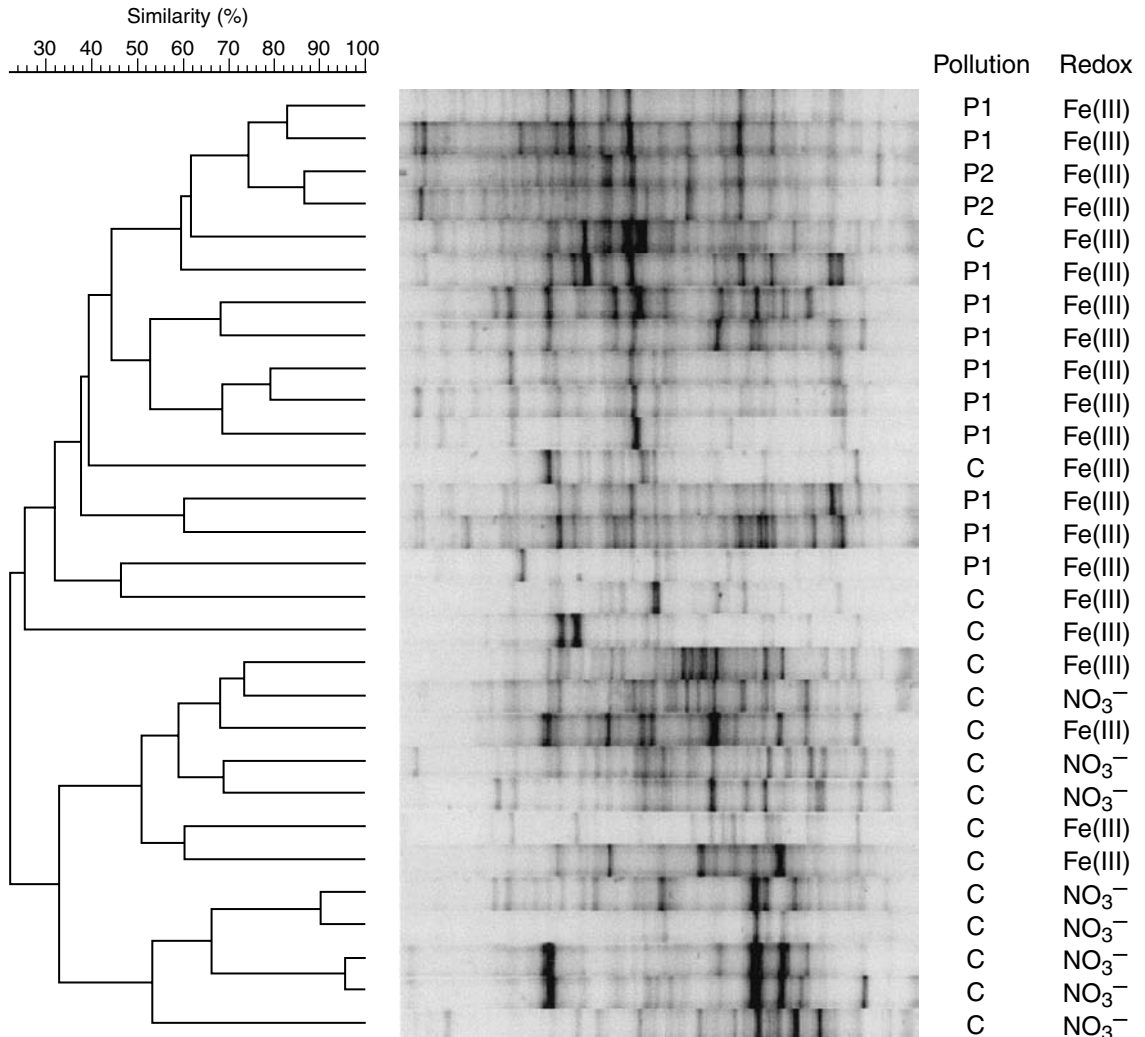 Similarity (%)
30 40 50 60 70 80 90 100
Pollution Redox
P1 Fe(III)
P1 Fe(III)
P2 Fe(III)
P2 Fe(III)
C Fe(III)
P1 Fe(III)
P1 Fe(III)
P1 Fe(III)
P1 Fe(III)
P1 Fe(III)
P1 Fe(III)
C Fe(III)
P1 Fe(III)
P1 Fe(III)
P1 Fe(III)
C Fe(III)
C Fe(III)
C Fe(III)
C NO₃⁻
C Fe(III)
C NO₃⁻
C NO₃⁻
C Fe(III)
C Fe(III)
C NO₃⁻
C NO₃⁻
C NO₃⁻
C NO₃⁻
C NO₃⁻